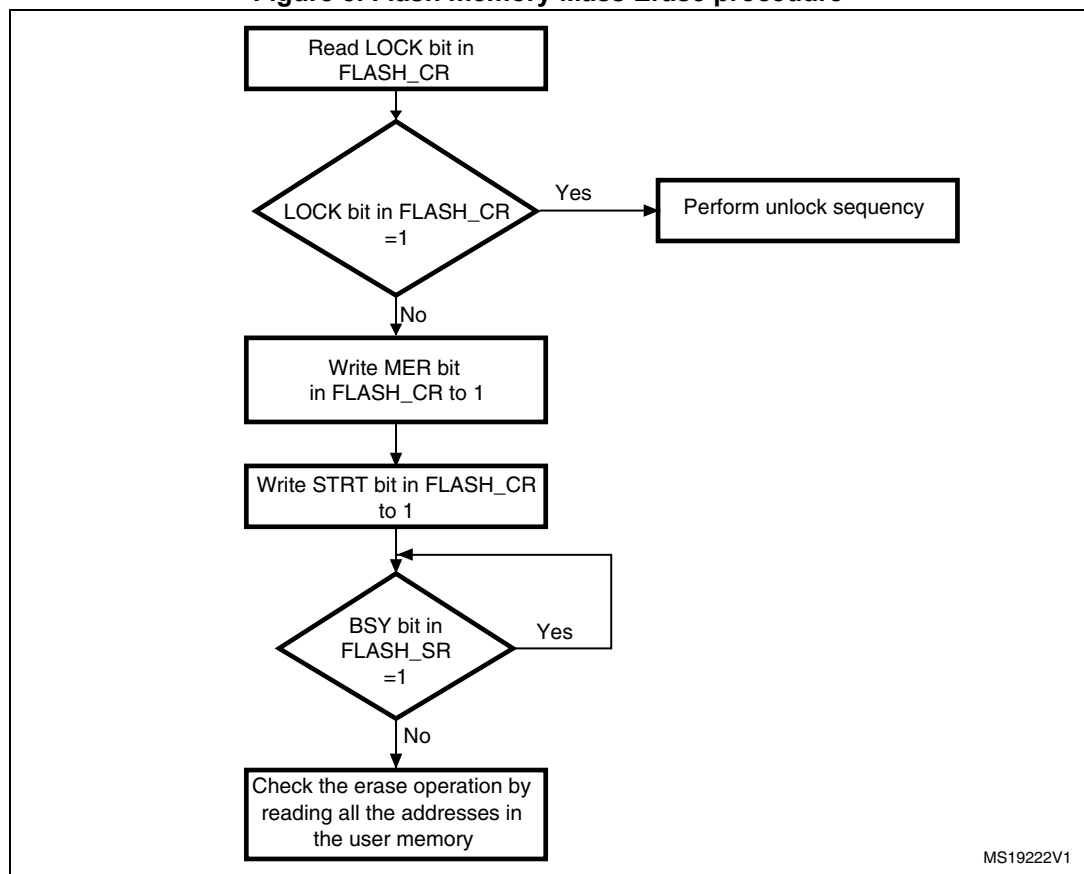 Read LOCK bit in
FLASH_CR
LOCK bit in FLASH_CR
=1
Yes
Perform unlock sequency
No
Write MER bit
in FLASH_CR to 1
Write STRT bit in FLASH_CR
to 1
BSY bit in
FLASH_SR
=1
Yes
No
Check the erase operation by
reading all the addresses in
the user memory
MS19222V1